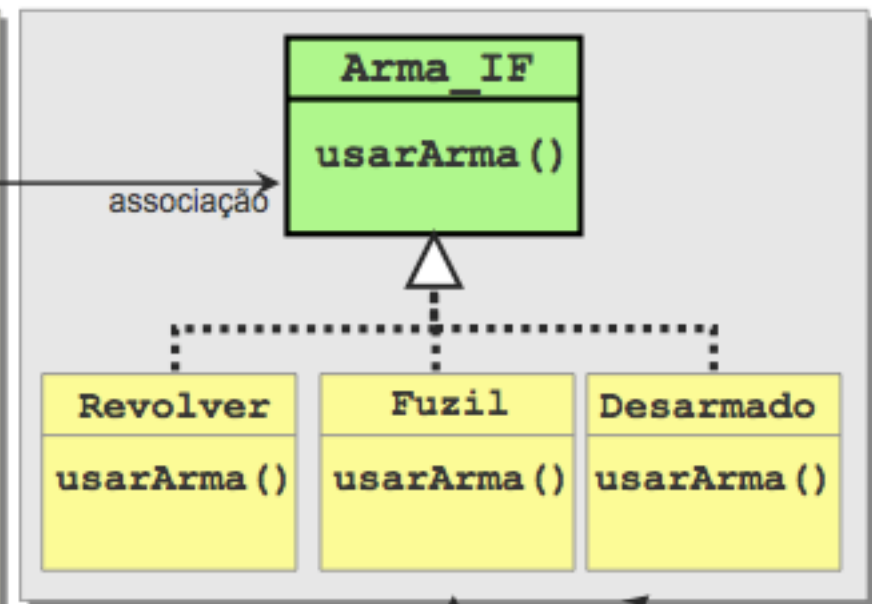 Arma_IF
usarArma()
associação
Revolver
Fuzil
Desarmado
usarArma()
usarArma()
usarArma()